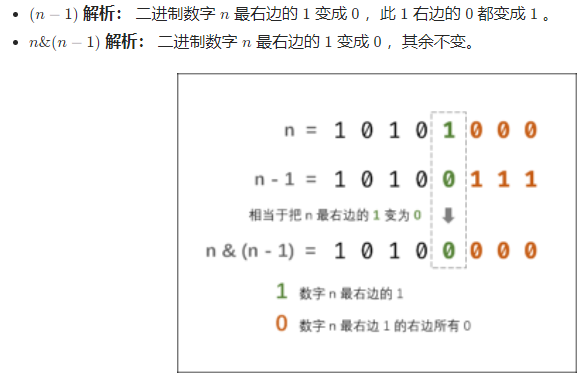 • (n − 1) 解析： 二进制数字 n 最右边的 1 变成 0 ，此 1 右边的 0 都变成 1 。
• n&(n − 1) 解析： 二进制数字 n 最右边的 1 变成 0 ，其余不变。
n = 1 0 1 0 1 0 0 0
n - 1 = 1 0 1 0 0 1 1 1
相当于把 n 最右边的 1 变为 0
n & (n - 1) = 1 0 1 0 0 0 0 0
1 数字 n 最右边的 1
0 数字 n 最右边 1 的右边所有 0